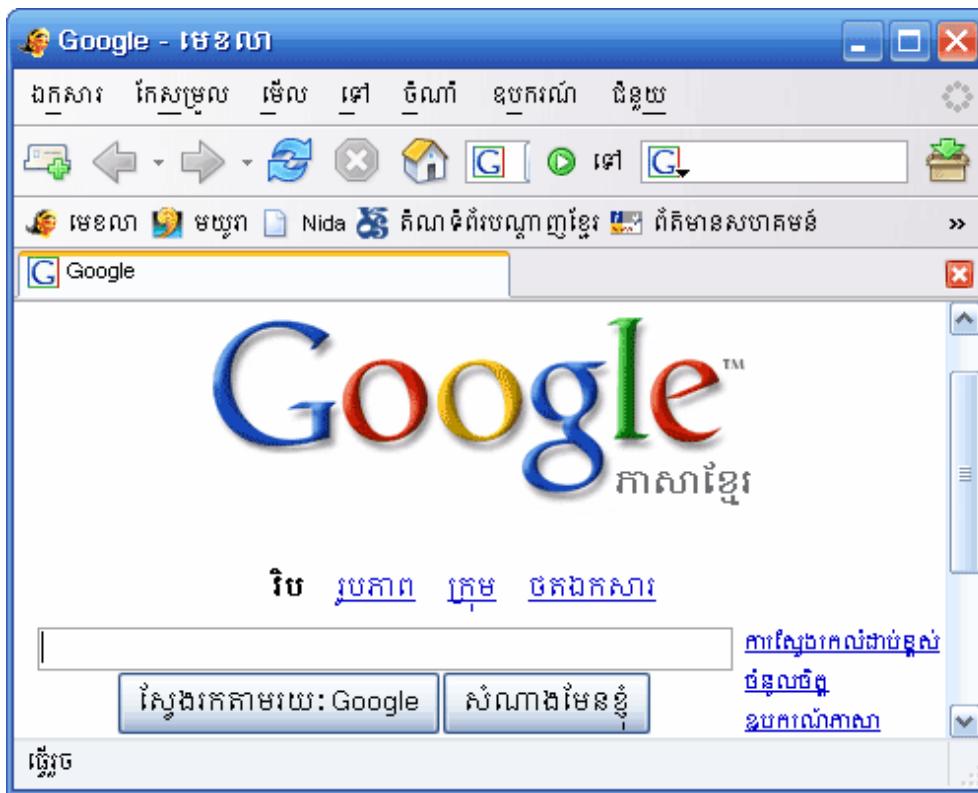 Google - មេខលា
ឯកសារ កែសម្រួល មើល ទៅ ចំណាំ ឧបករណ៍ ជំនួយ
G ទៅ G
មេខលា មយូរា Nida តំណទំព័របណ្ដាញខ្មែរ ព័ត៌មានសហគមន៍ »
G Google
Google™
ភាសាខ្មែរ
វិប រូបភាព ក្រុម ថតឯកសារ
ការស្វែងរកលំដាប់ខ្ពស់
ចំនូលចិត្ត
ឧបករណ៍ភាសា
ស្វែងរកតាមរយៈ Google សំណាងមែនខ្ញុំ
ធ្វើរួច